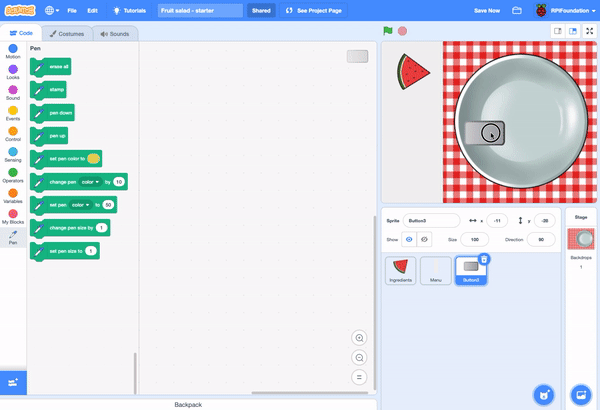 SCRATCH
File
Edit
Tutorials
Fruit salad - starter
Shared
See Project Page
Save Now
RPiFoundation
Code
Costumes
Sounds
Motion
Looks
Sound
Events
Control
Sensing
Operators
Variables
My Blocks
Pen
Pen
erase all
stamp
pen down
pen up
set pen color to
change pen color by 10
set pen color to 50
change pen size by 1
set pen size to 1
Sprite Button3 x -11 y -35
Show Size 100 Direction 90
Ingredients
Menu
Button3
Stage
Backdrops
1
Backpack